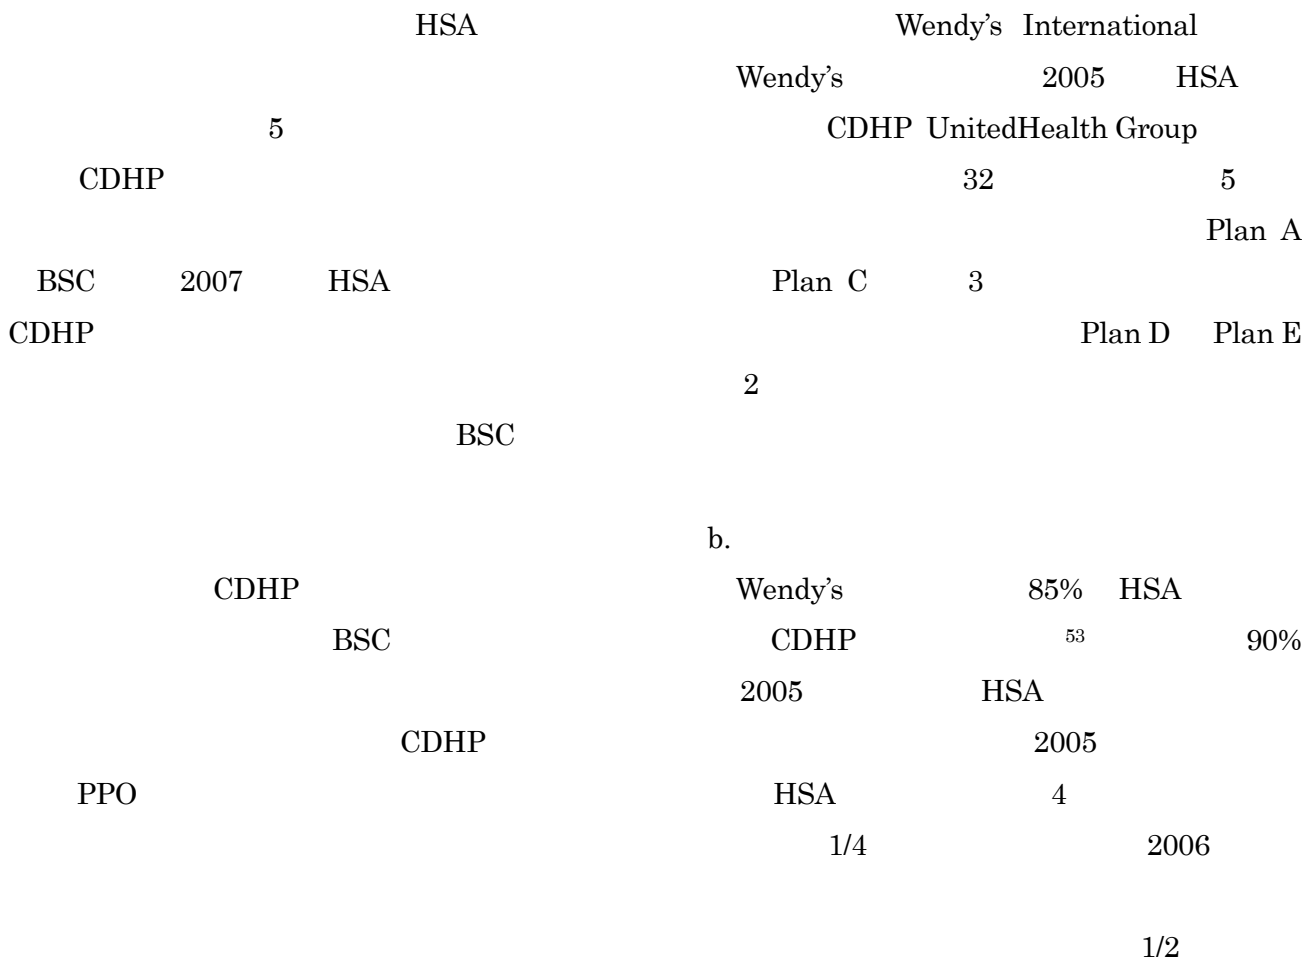 HSA
5
CDHP
BSC 2007 HSA
CDHP
BSC
CDHP
BSC
CDHP
PPO
Wendy's International
Wendy's 2005 HSA
CDHP UnitedHealth Group
32 5
Plan A
Plan C 3
Plan D Plan E
2
b.
Wendy's 85% HSA
CDHP 53 90%
2005 HSA
2005
HSA 4
1/4 2006
1/2